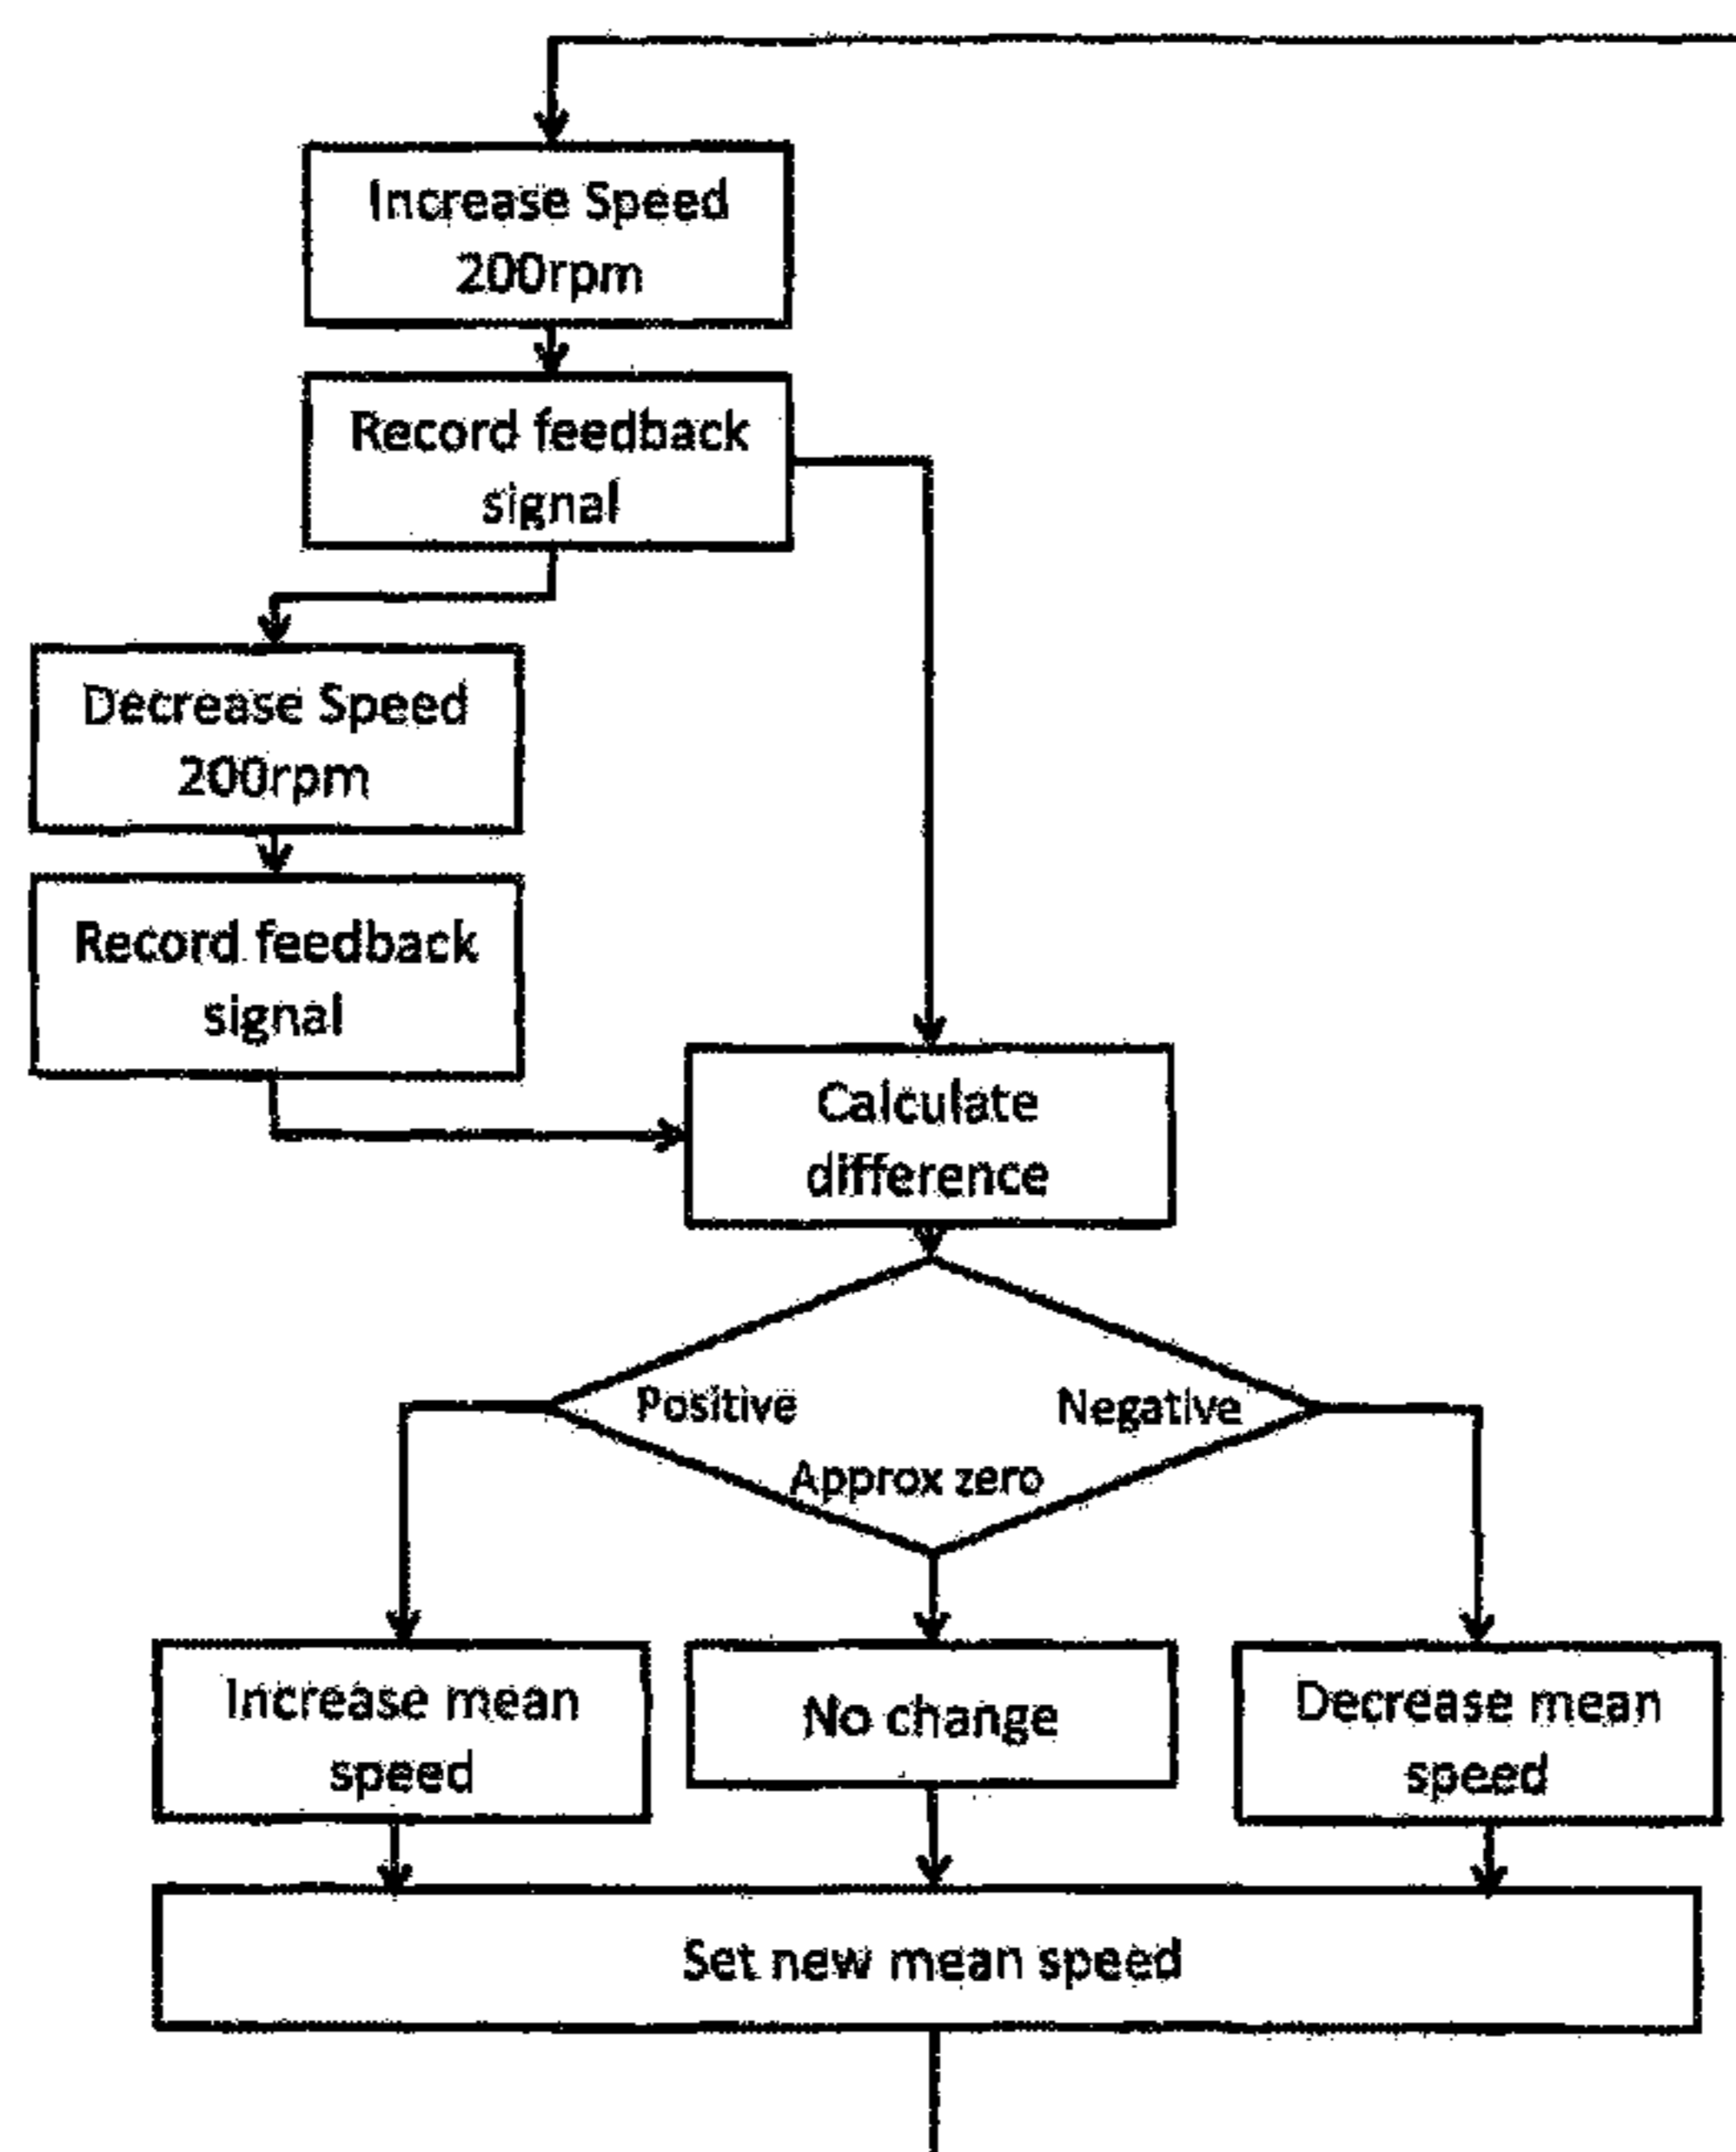 Increase Speed
200rpm
Record feedback
signal
Decrease Speed
200rpm
Record feedback
signal
Calculate
difference
Positive
Negative
Approx zero
Increase mean
speed
No change
Decrease mean
speed
Set new mean speed